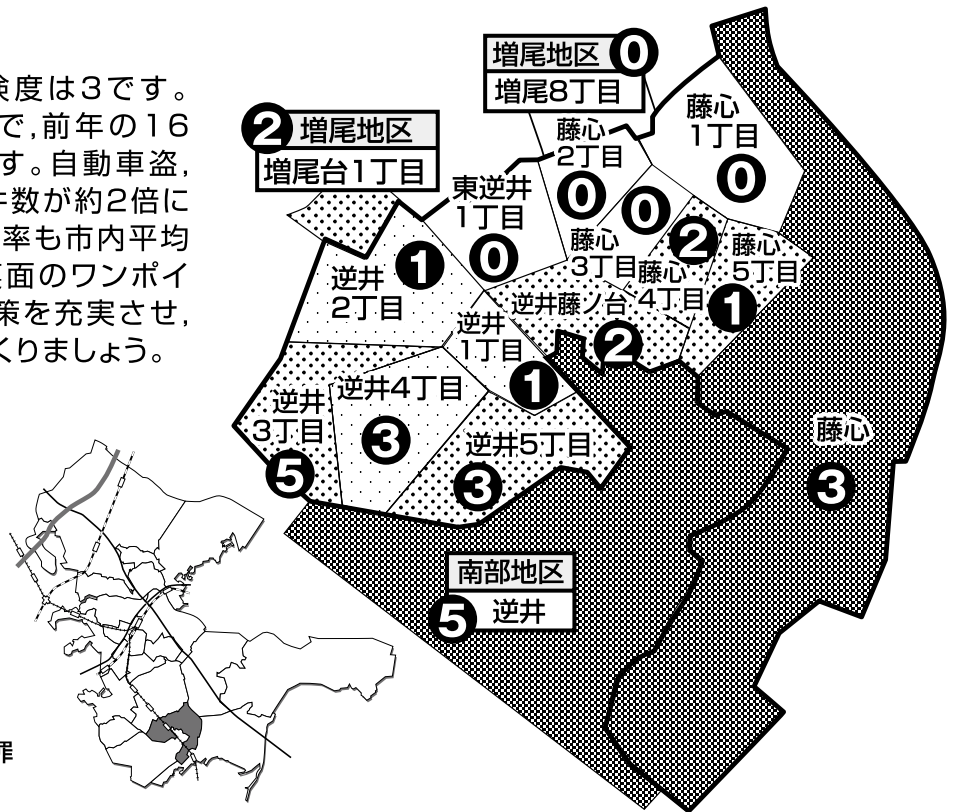 険度は3です。
で,前年の16
す。自動車盗,
件数が約2倍に
率も市内平均
裏面のワンポイ
策を充実させ,
くりましょう。
増尾地区
0
増尾8丁目
2
増尾地区
増尾台1丁目
藤心
1丁目
0
藤心
2丁目
0
東逆井
1丁目
0
0
藤心
3丁目
2
藤心
4丁目
藤心
5丁目
1
逆井
2丁目
1
逆井藤ノ台
2
逆井
1丁目
1
逆井
3丁目
5
逆井4丁目
3
逆井5丁目
3
藤心
3
南部地区
5
逆井
罪